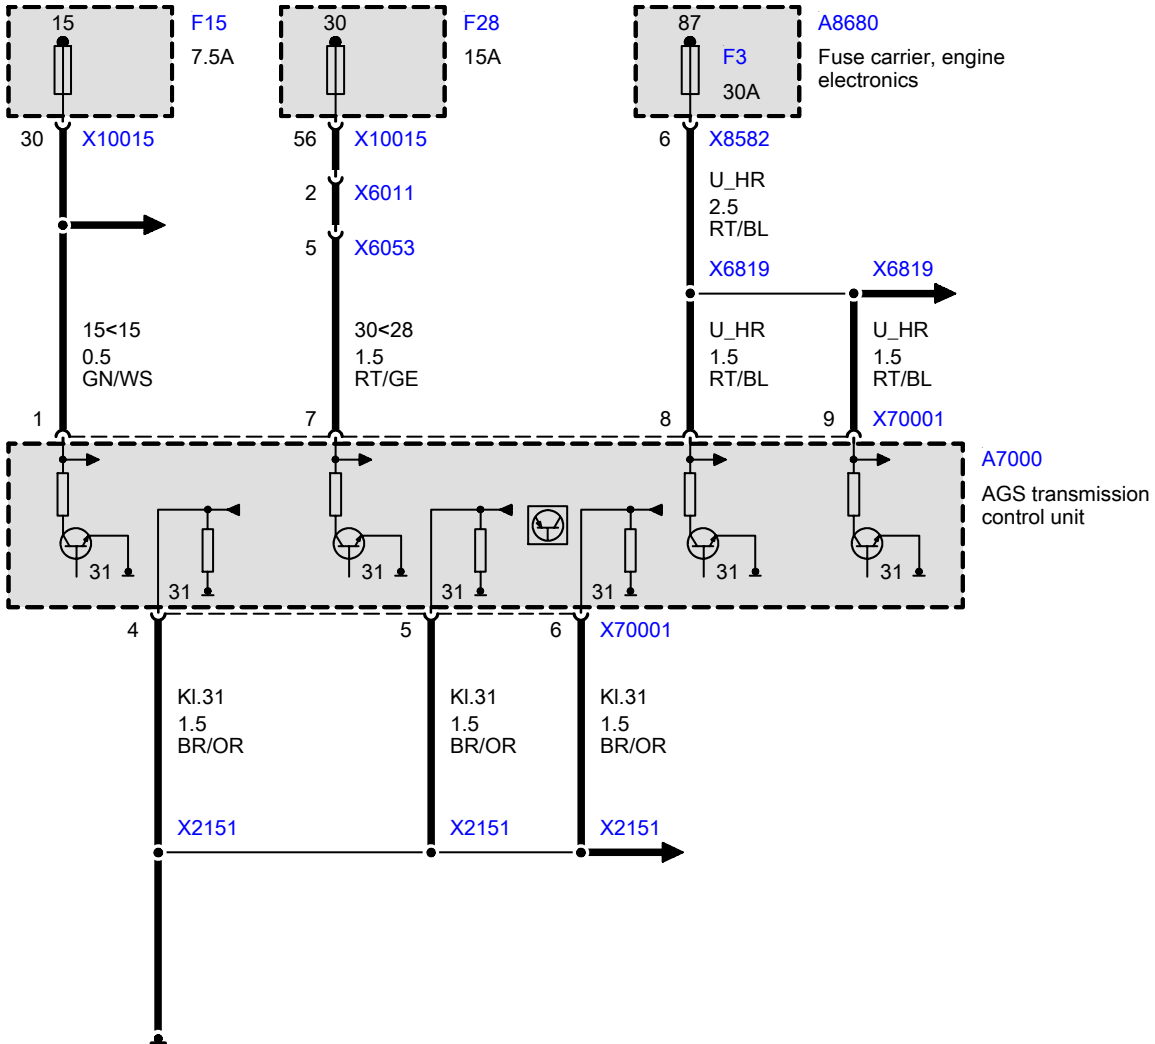 15 F15 30 F28 87 A8680
7.5A 15A F3 Fuse carrier, engine
electronics
30A
30 X10015 56 X10015 6 X8582
U_HR
2 X6011
2.5
RT/BL
5 X6053
X6819 X6819
15<15 30<28 U_HR U_HR
0.5 1.5 1.5 1.5
GN/WS RT/GE RT/BL RT/BL
1 7 8 9 X70001
A7000
AGS transmission
control unit
31 31 31 31
31 31 31
4 5 6 X70001
Kl.31 Kl.31 Kl.31
1.5 1.5 1.5
BR/OR BR/OR BR/OR
X2151 X2151 X2151